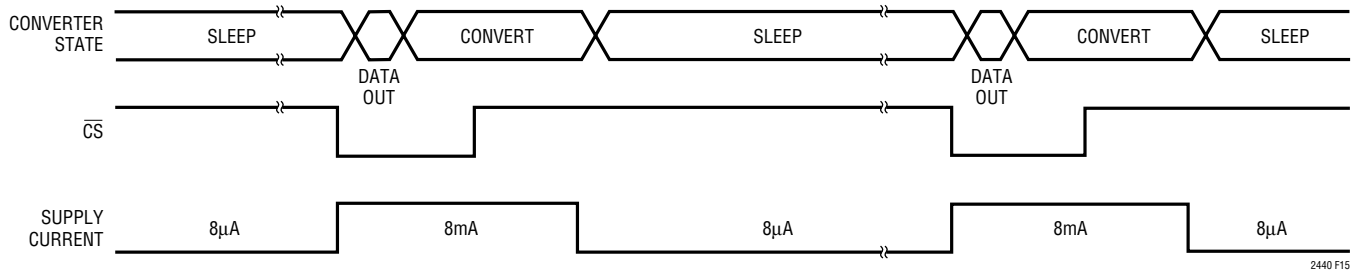 CONVERTER
STATE
SLEEP
CONVERT
SLEEP
CONVERT
SLEEP
DATA
OUT
DATA
OUT
CS
SUPPLY
CURRENT
8µA
8mA
8µA
8mA
8µA
2440 F15